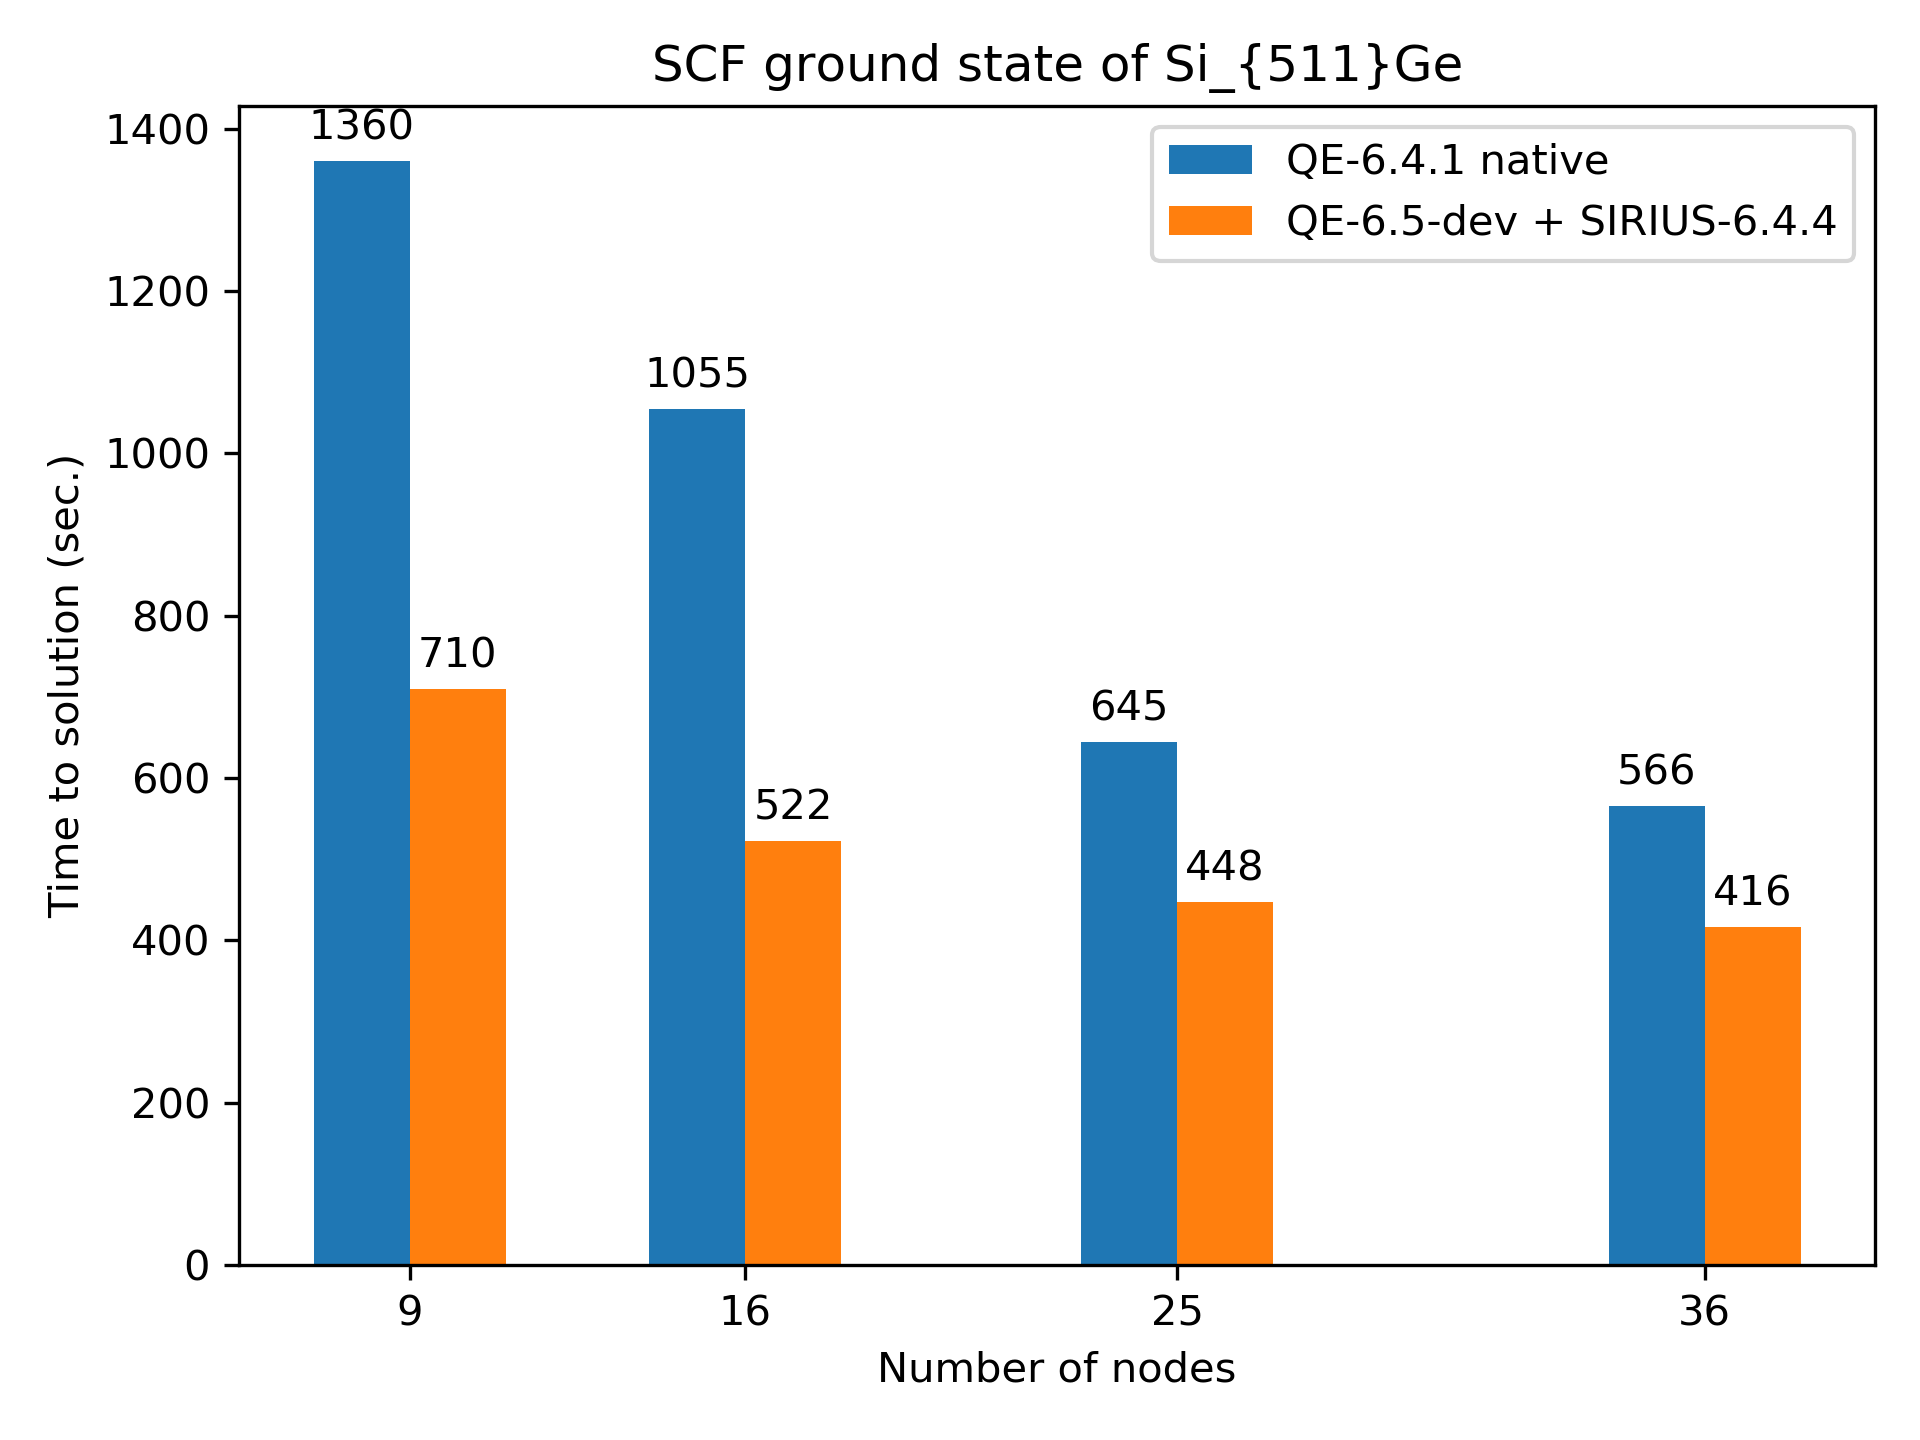 SCF ground state of Si_{511}Ge
1360
1400
QE-6.4.1 native
QE-6.5-dev + SIRIUS-6.4.4
1200
1055
1000
Time to solution (sec.)
710
645
800
566
600
522
448
416
400
200
0
9 16 25 36
Number of nodes